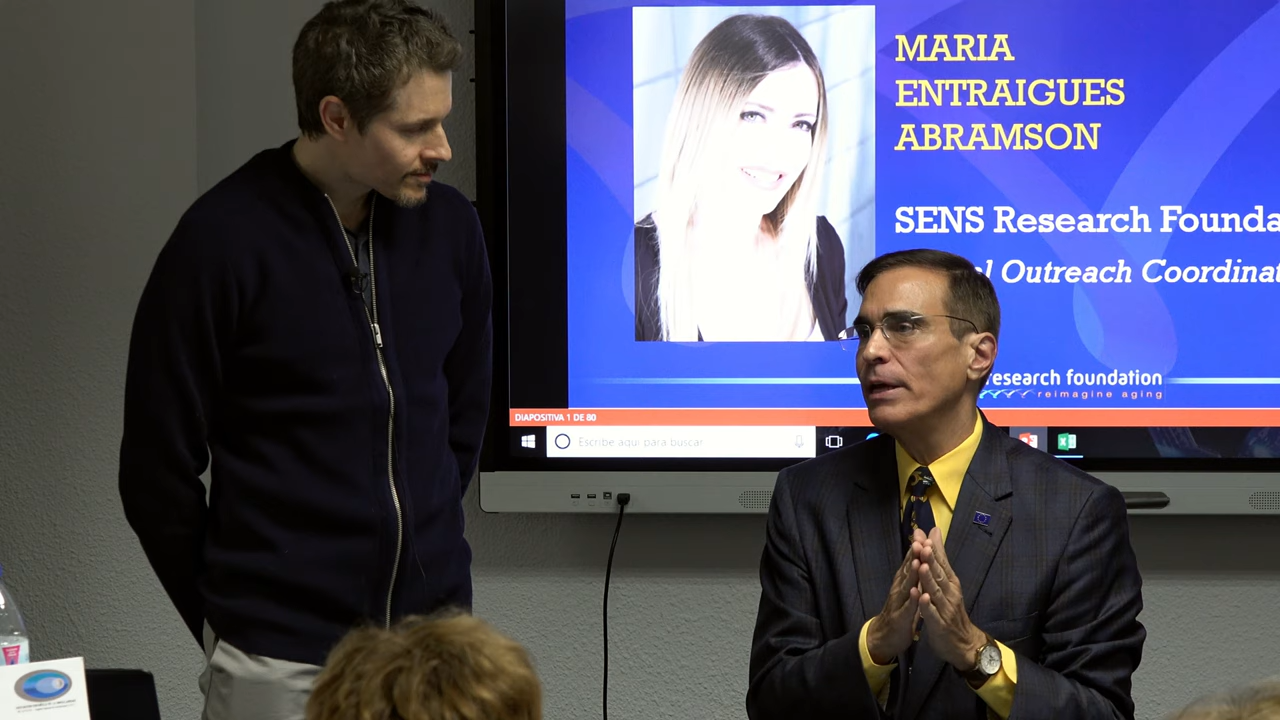 MARIA
ENTRAIGUES
ABRAMSON
SENS Research Founda
l Outreach Coordinat
research foundation
reimagine aging
DIAPOSITIVA 1 DE 80
Escribe aquí para buscar